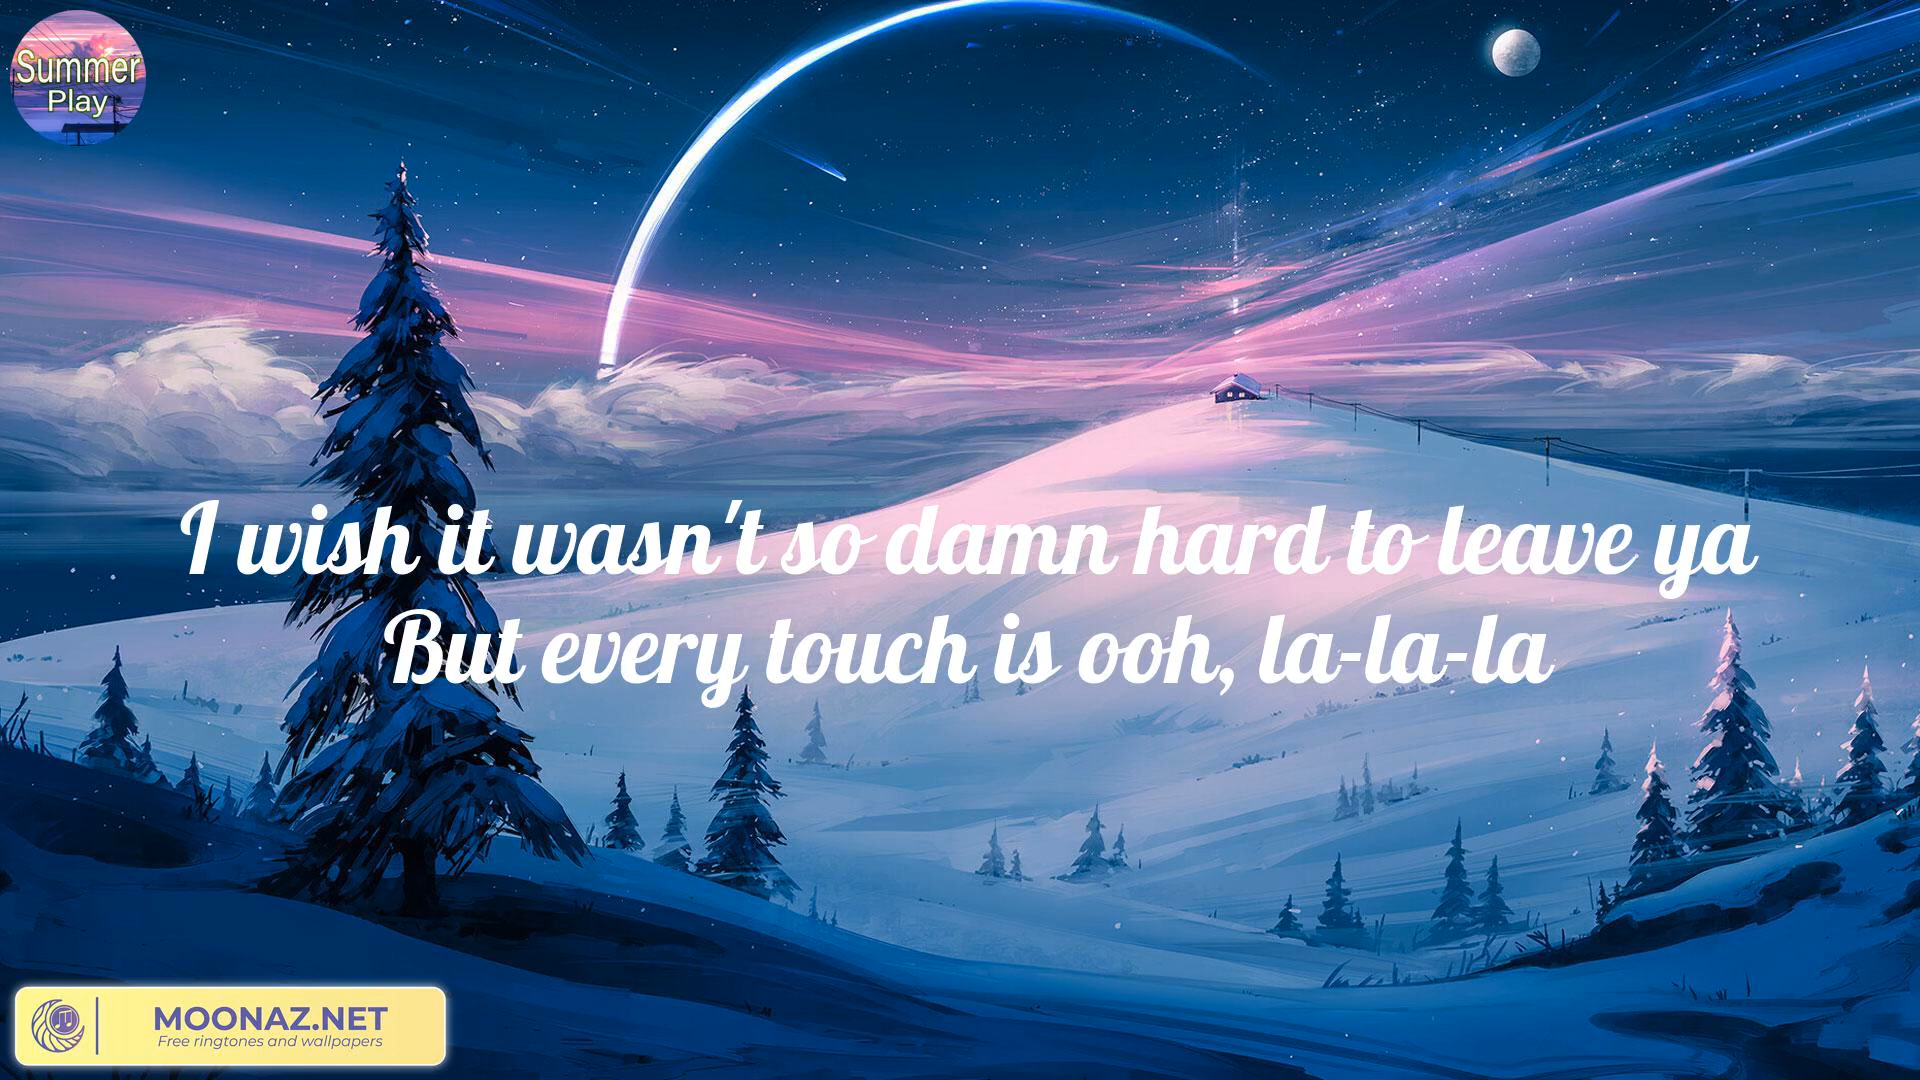 Summer
Play
I wish it wasn't so damn hard to leave ya
But every touch is ooh, la-la-la
MOONAZ.NET
Free ringtones and wallpapers